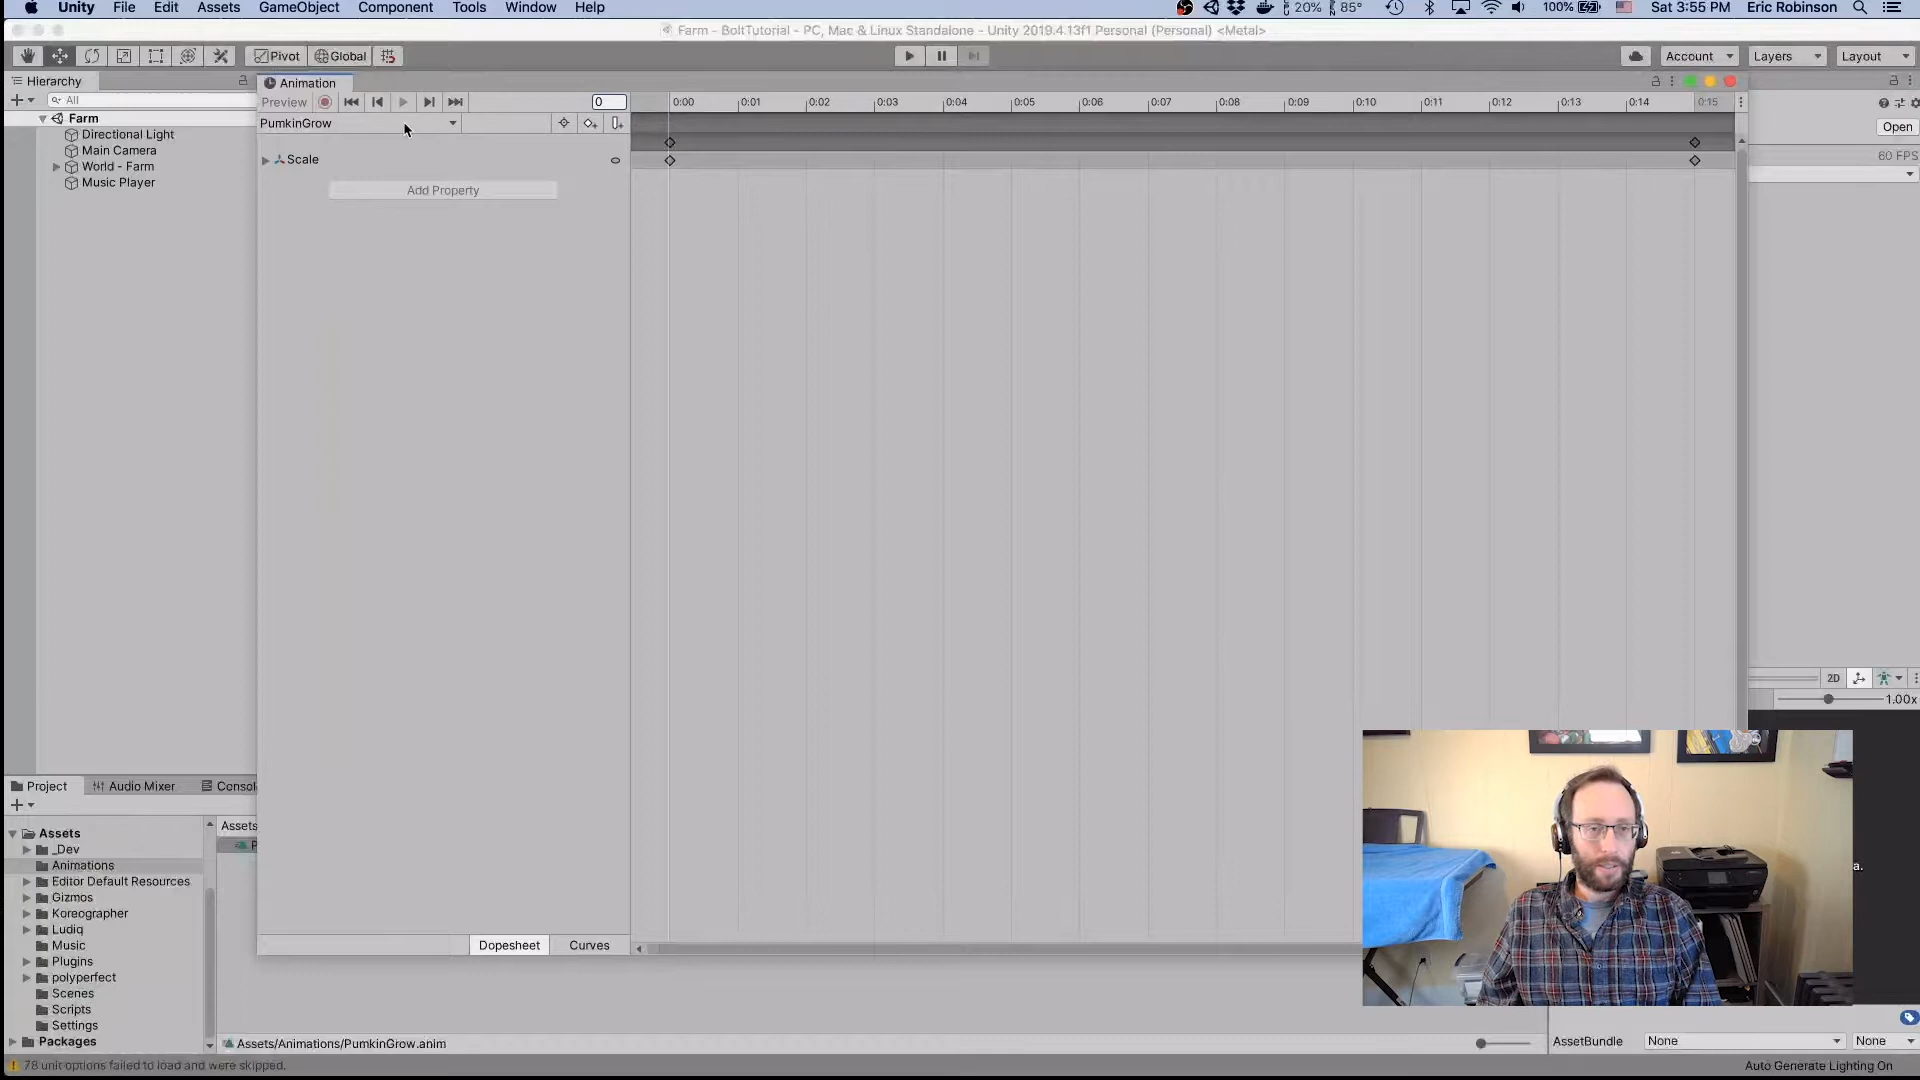 Unity File Edit Assets GameObject Component Tools Window Help 20% 85° 100% Sat 3:55 PM Eric Robinson
Farm - BoltTutorial - PC, Mac & Linux Standalone - Unity 2019.4.13f1 Personal (Personal) <Metal>
Pivot Global Account Layers Layout
Hierarchy Animation
All Preview 0 0:00 0:01 0:02 0:03 0:04 0:05 0:06 0:07 0:08 0:09 0:10 0:11 0:12 0:13 0:14 0:15
Farm PumkinGrow Open
Directional Light
Main Camera 60 FPS
World - Farm Scale
Music Player
Add Property
2D
1.00x
Project Audio Mixer Consol
Assets
Assets
_Dev
Animations
Editor Default Resources
Gizmos
Koreographer
Ludiq
Music Dopesheet Curves
Plugins
polyperfect
Scenes
Scripts
Settings
Packages Assets/Animations/PumkinGrow.anim AssetBundle None None
78 unit options failed to load and were skipped. Auto Generate Lighting On